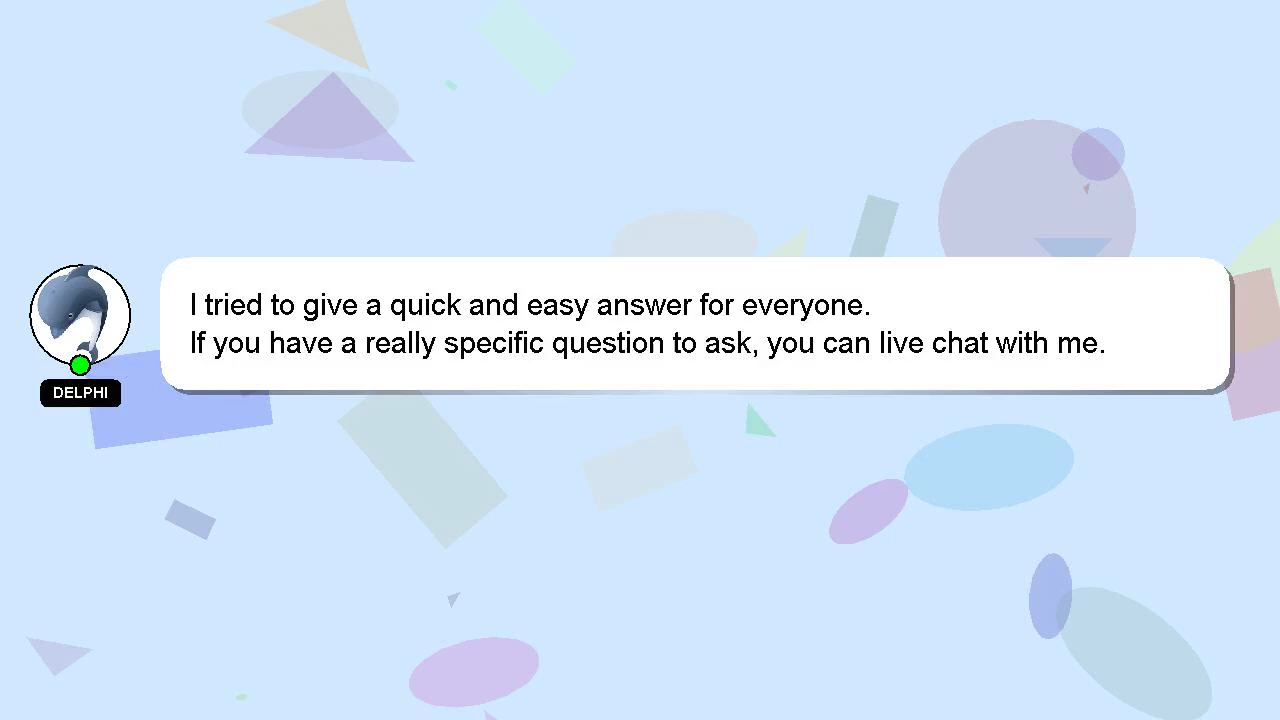 I tried to give a quick and easy answer for everyone.
If you have a really specific question to ask, you can live chat with me.
DELPHI